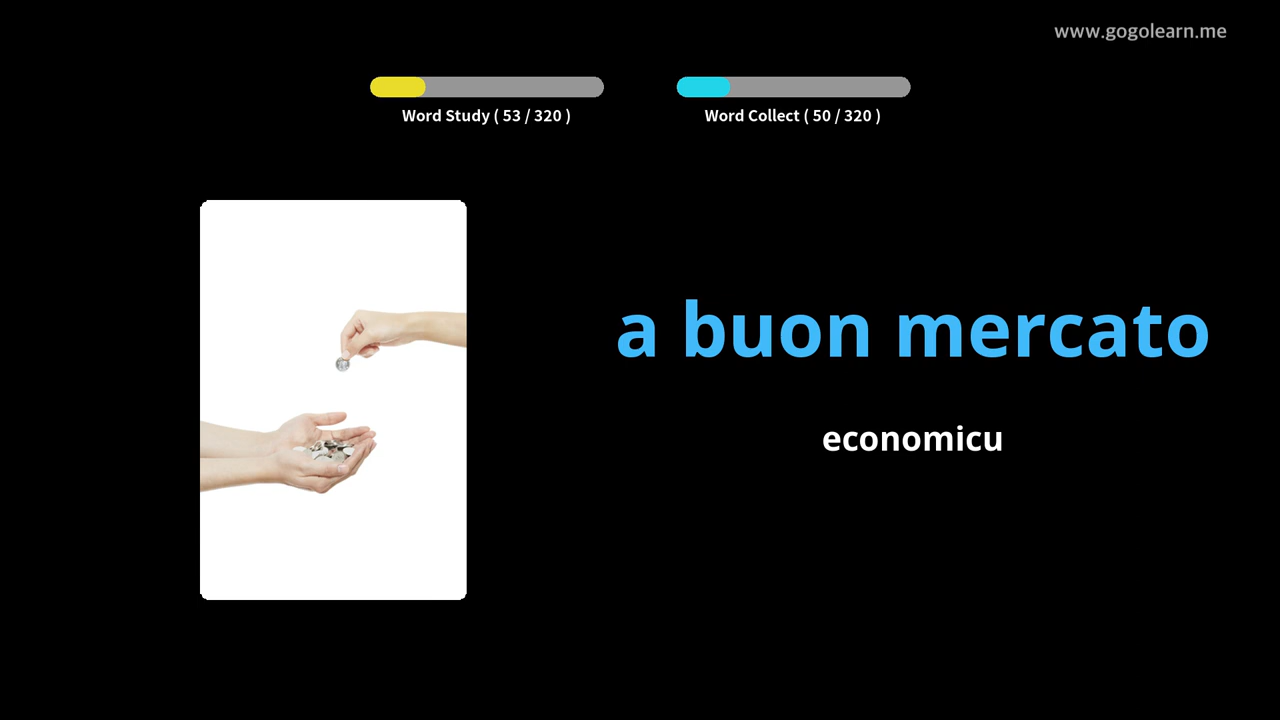 www.gogolearn.me
Word Study ( 53 / 320 )
Word Collect ( 50 / 320 )
a buon mercato
economicu